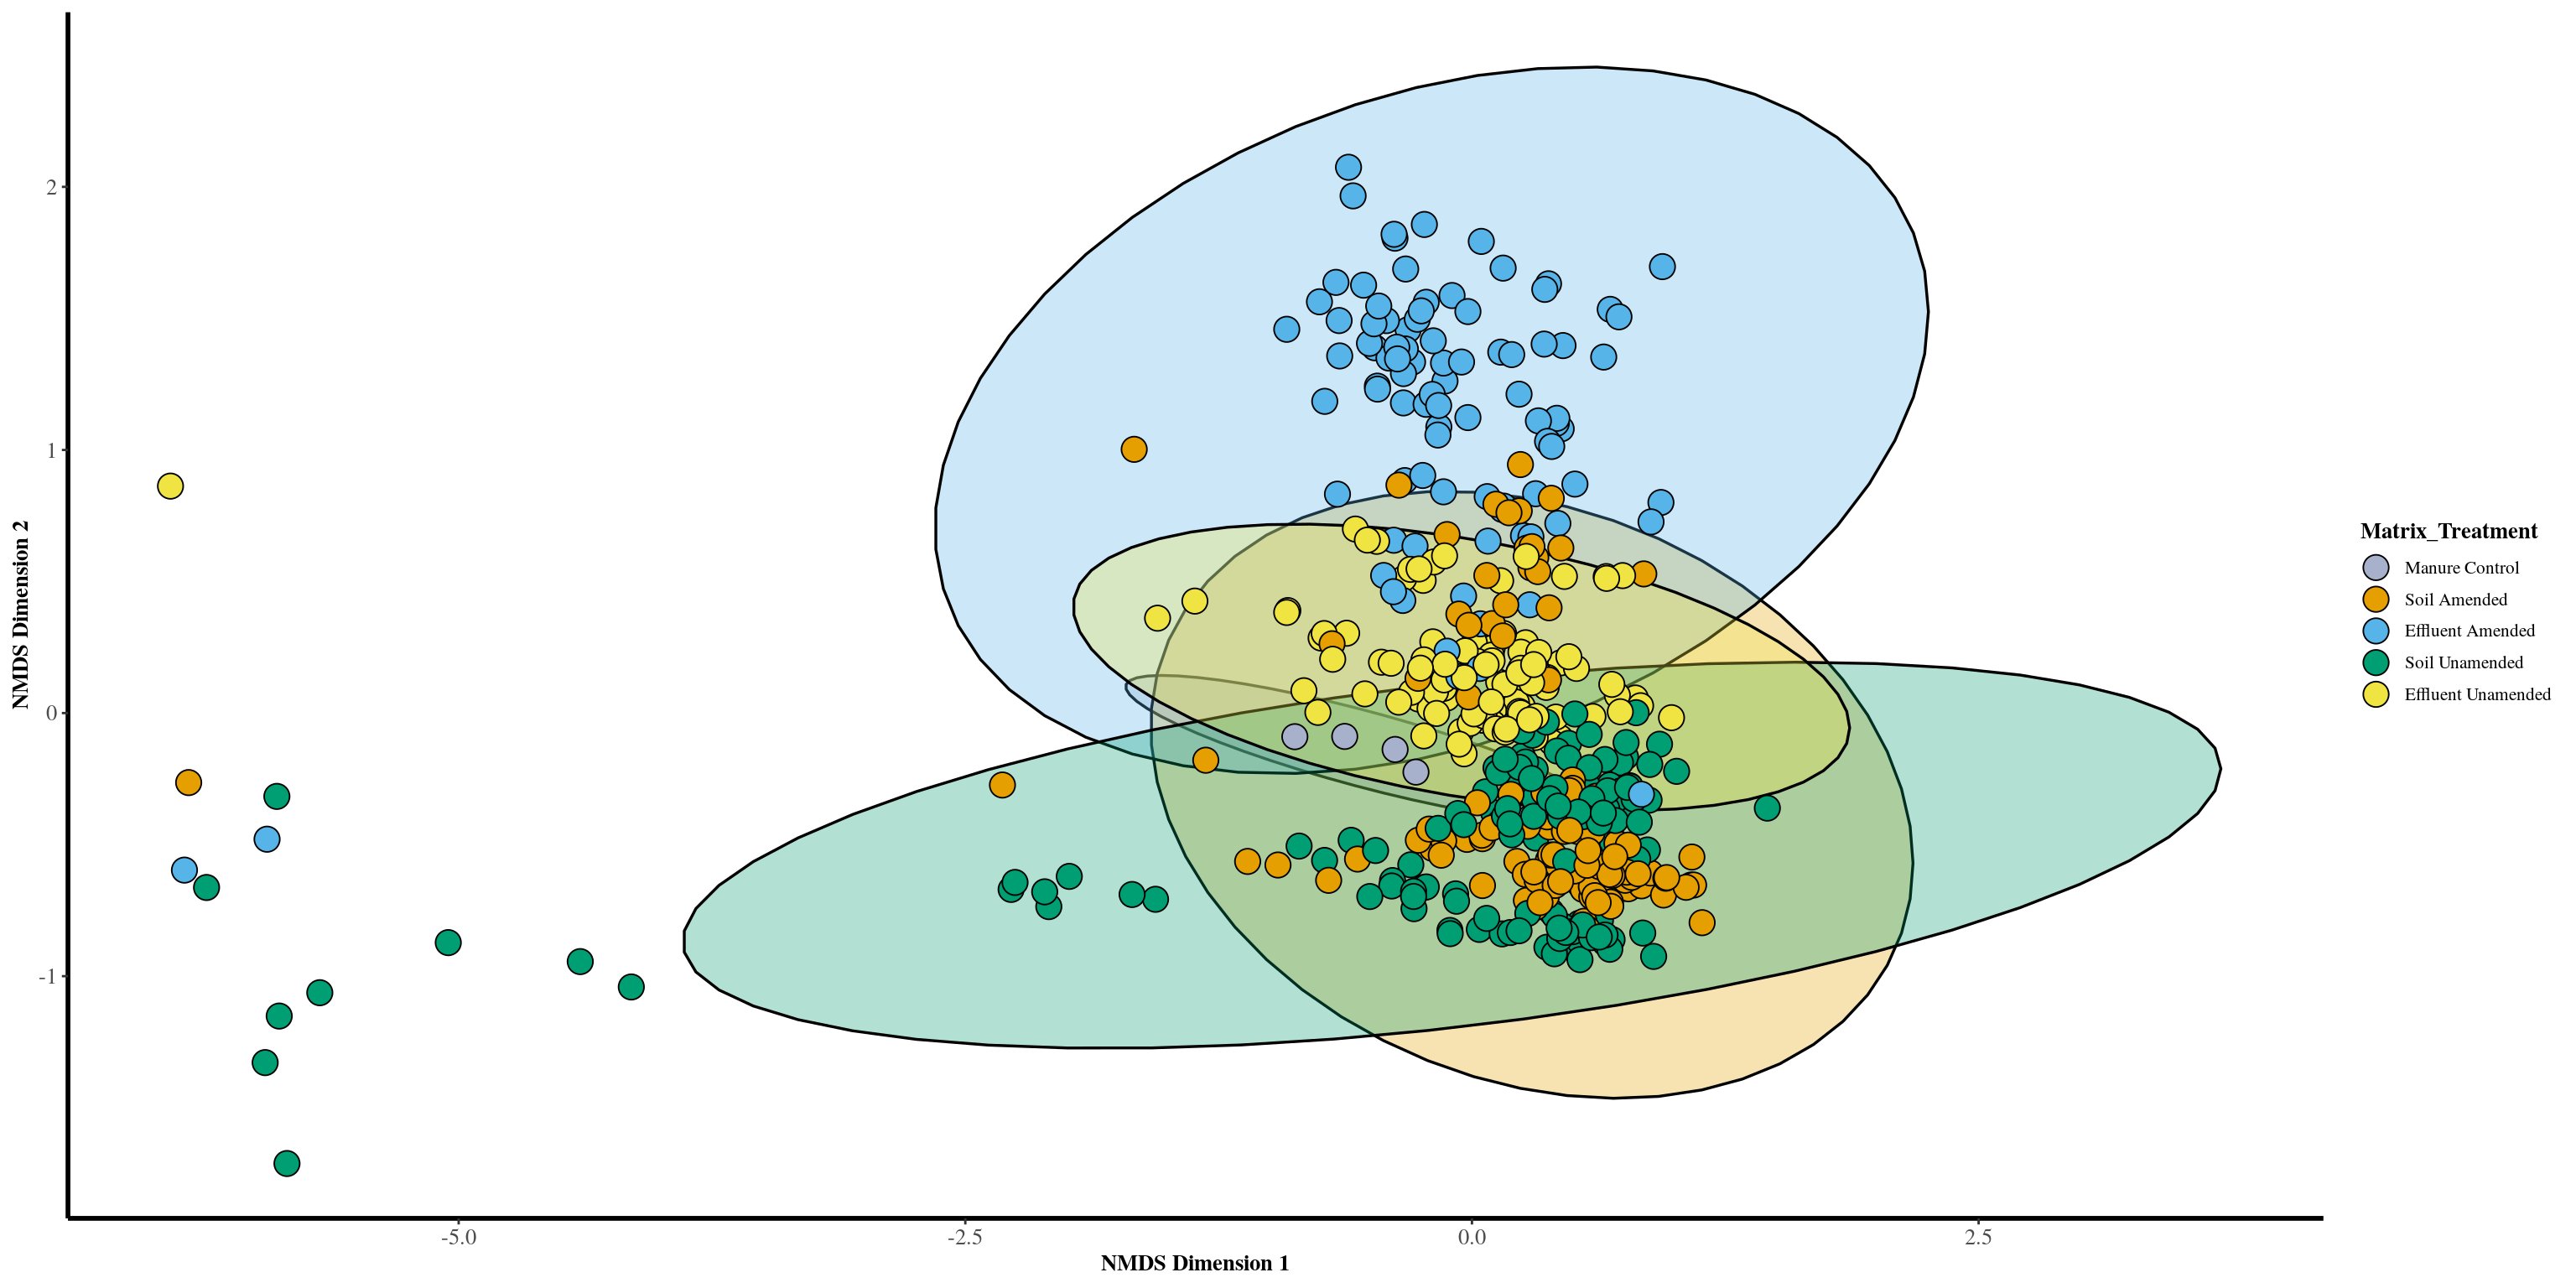 2
1
0
-1
NMDS Dimension 2
-5.0
-2.5
0.0
2.5
NMDS Dimension 1
Matrix_Treatment
Manure Control
Soil Amended
Effluent Amended
Soil Unamended
Effluent Unamended